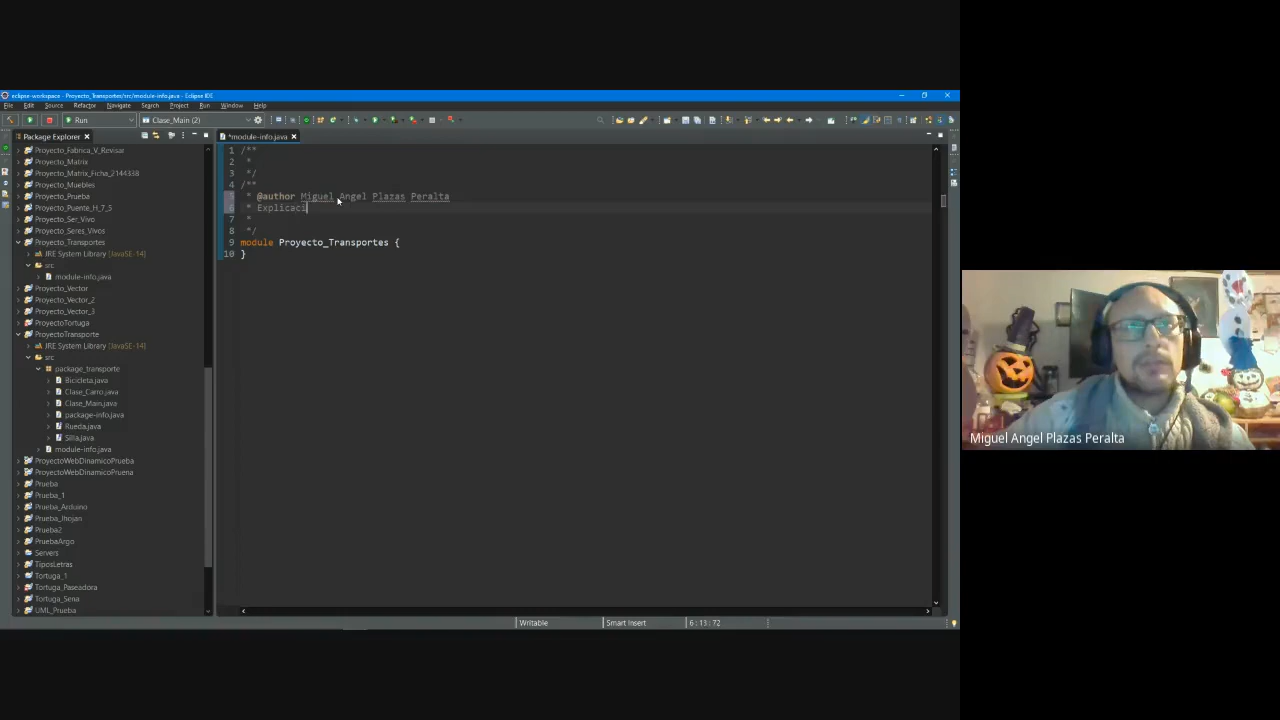 eclipse-workspace - Proyecto_Transportes/src/module-info.java - Eclipse IDE
File Edit Source Refactor Navigate Search Project Run Window Help
Run
Clase_Main (2)
Package Explorer
*module-info.java
Proyecto_Fabrica_V_Revisar
Proyecto_Matrix
Proyecto_Matrix_Ficha_2144338
Proyecto_Muebles
Proyecto_Prueba
Proyecto_Puente_H_7_5
Proyecto_Ser_Vivo
Proyecto_Seres_Vivos
Proyecto_Transportes
JRE System Library [JavaSE-14]
src
module-info.java
Proyecto_Vector
Proyecto_Vector_2
Proyecto_Vector_3
ProyectoTortuga
ProyectoTransporte
JRE System Library [JavaSE-14]
src
package_transporte
Bicicleta.java
Clase_Carro.java
Clase_Main.java
package-info.java
Rueda.java
Silla.java
module-info.java
ProyectoWebDinamicoPrueba
ProyectoWebDinamicoPruena
Prueba
Prueba_1
Prueba_Arduino
Prueba_Jhojan
Prueba2
PruebaArgo
Servers
TiposLetras
Tortuga_1
Tortuga_Paseadora
Tortuga_Sena
UML_Prueba
1 /**
2 *
3 */
4 /**
5 * @author Miguel Angel Plazas Peralta
6 * Explicaci
7 *
8 */
9 module Proyecto_Transportes {
10 }
Writable
Smart Insert
6 : 13 : 72
Miguel Angel Plazas Peralta